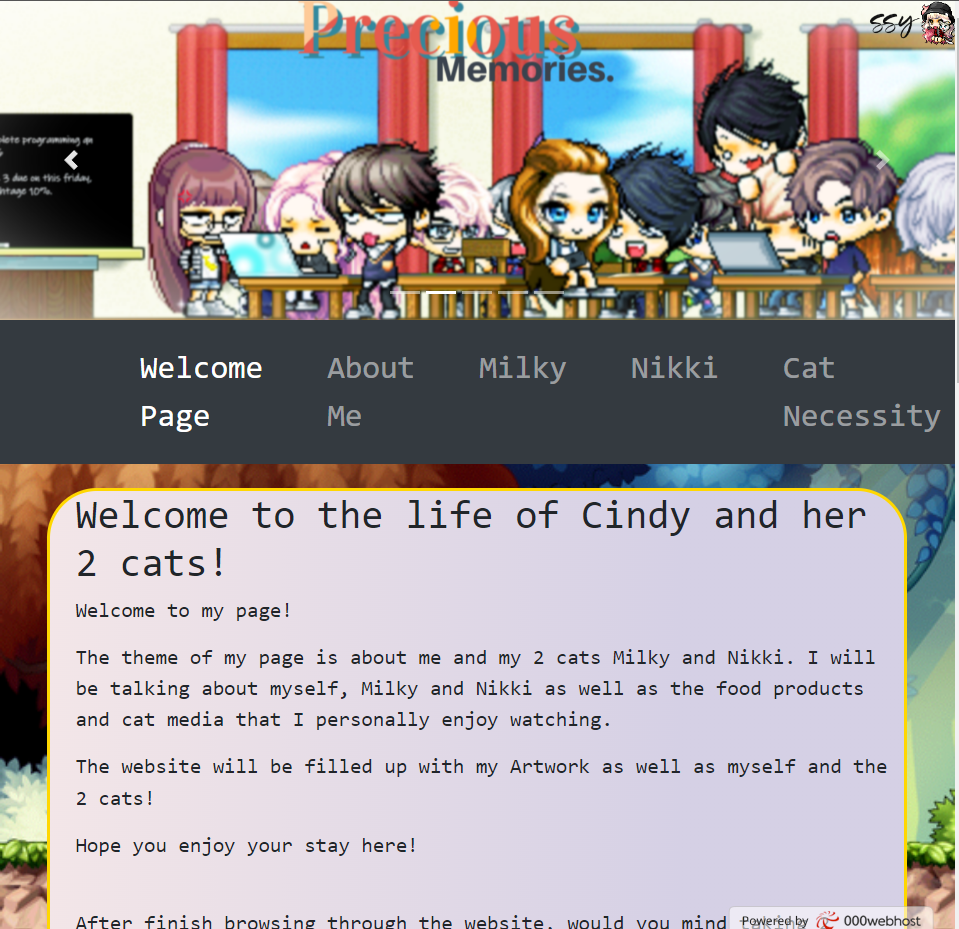 Precious
Memories.
ssy
programming
3 due on this friday,
10%.
Welcome Page
About Me
Milky
Nikki
Cat Necessity
Welcome to the life of Cindy and her
2 cats!
Welcome to my page!
The theme of my page is about me and my 2 cats Milky and Nikki. I will
be talking about myself, Milky and Nikki as well as the food products
and cat media that I personally enjoy watching.
The website will be filled up with my Artwork as well as myself and the
2 cats!
Hope you enjoy your stay here!
After finish browsing through the website, would you mind taking
Powered by 000webhost